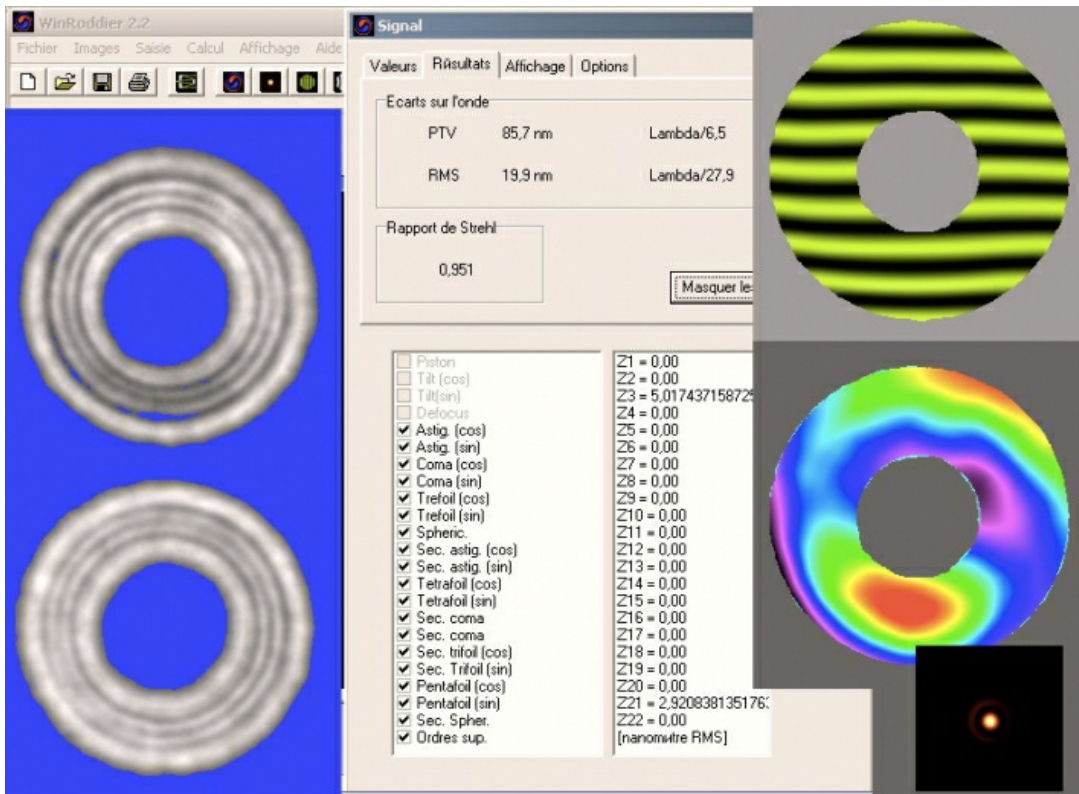 WinRoddier 2.2
Fichier Images Saisie Calcul Affichage Aide
Signal
Valeurs Rйsultats Affichage Options
Ecarts sur l'onde
PTV 85,7 nm Lambda/6,5
RMS 19,9 nm Lambda/27,9
Rapport de Strehl
0,951
Masquer le
Piston Z1 = 0,00
Tilt (cos) Z2 = 0,00
Tilt(sin) Z3 = 5,017437158725
Defocus Z4 = 0,00
Astig. (cos) Z5 = 0,00
Astig. (sin) Z6 = 0,00
Coma (cos) Z7 = 0,00
Coma (sin) Z8 = 0,00
Trefoil (cos) Z9 = 0,00
Trefoil (sin) Z10 = 0,00
Spheric. Z11 = 0,00
Sec. astig. (cos) Z12 = 0,00
Sec. astig. (sin) Z13 = 0,00
Tetrafoil (cos) Z14 = 0,00
Tetrafoil (sin) Z15 = 0,00
Sec. coma Z16 = 0,00
Sec. coma Z17 = 0,00
Sec. trifoil (cos) Z18 = 0,00
Sec. Trifoil (sin) Z19 = 0,00
Pentafoil (cos) Z20 = 0,00
Pentafoil (sin) Z21 = 2,9208381351763
Sec. Spher. Z22 = 0,00
Ordres sup. [nanomиtre RMS]